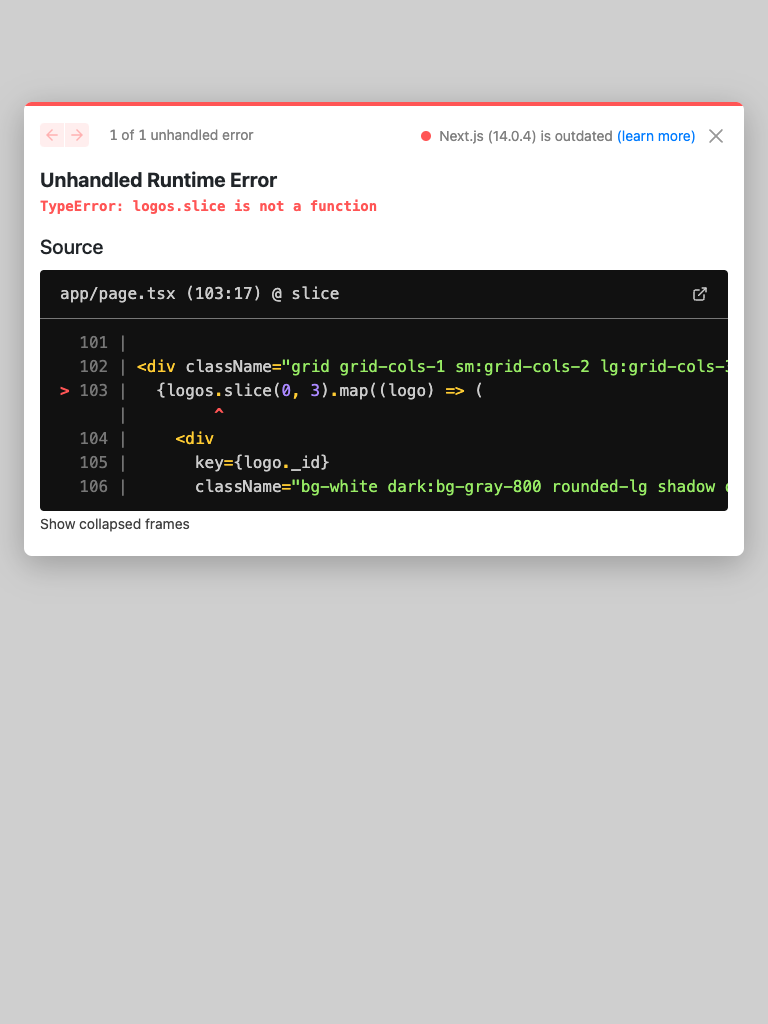 1 of 1 unhandled error
Next.js (14.0.4) is outdated (learn more)
Unhandled Runtime Error
TypeError: logos.slice is not a function
Source
app/page.tsx (103:17) @ slice
101 |
102 | <div className="grid grid-cols-1 sm:grid-cols-2 lg:grid-cols-3
> 103 |   {logos.slice(0, 3).map((logo) => (
|         ^
104 |     <div
105 |       key={logo._id}
106 |       className="bg-white dark:bg-gray-800 rounded-lg shadow
Show collapsed frames